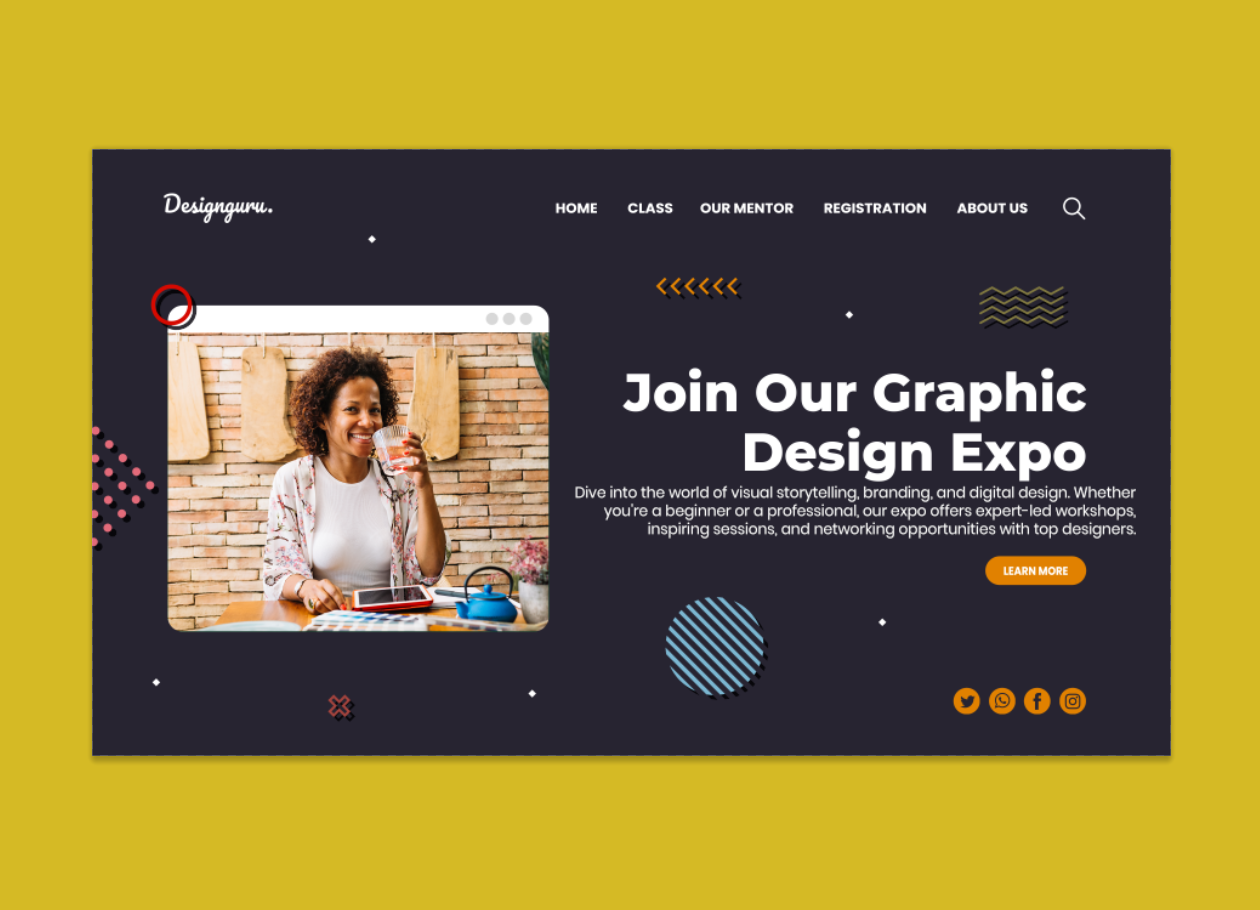 Designguru.
HOME CLASS OUR MENTOR REGISTRATION ABOUT US
Join Our Graphic
Design Expo
Dive into the world of visual storytelling, branding, and digital design. Whether
you're a beginner or a professional, our expo offers expert-led workshops,
inspiring sessions, and networking opportunities with top designers.
LEARN MORE